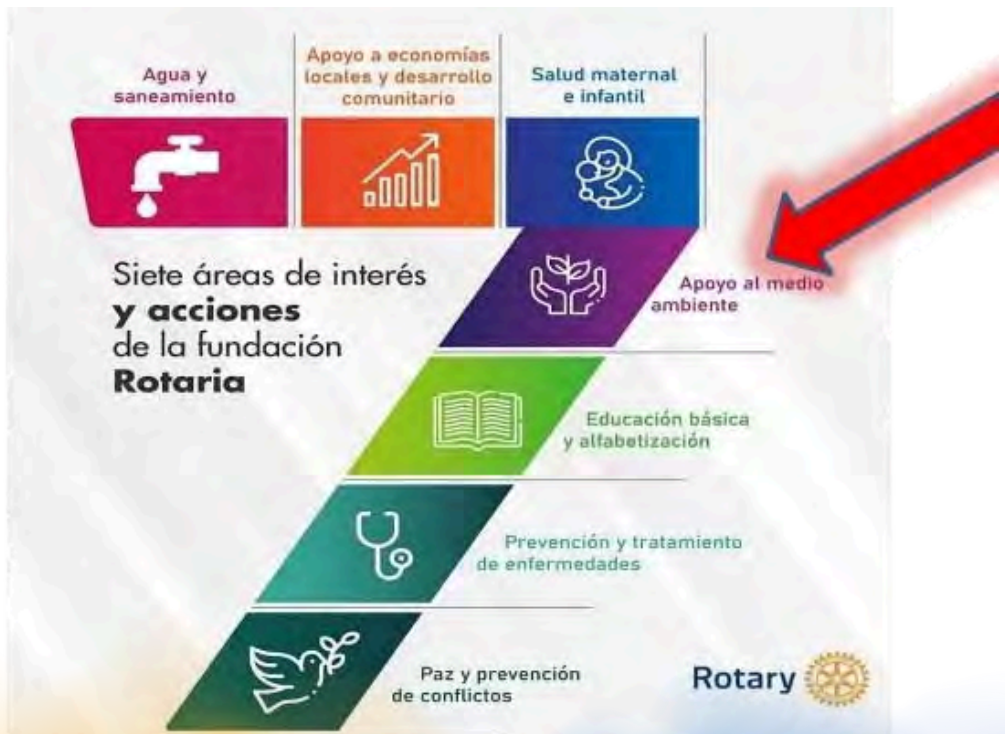 Agua y
saneamiento
Apoyo a economías
locales y desarrollo
comunitario
Salud maternal
e infantil
Siete áreas de interés
y acciones
de la fundación
Rotaria
Apoyo al medio
ambiente
Educación básica
y alfabetización
Prevención y tratamiento
de enfermedades
Paz y prevención
de conflictos
Rotary